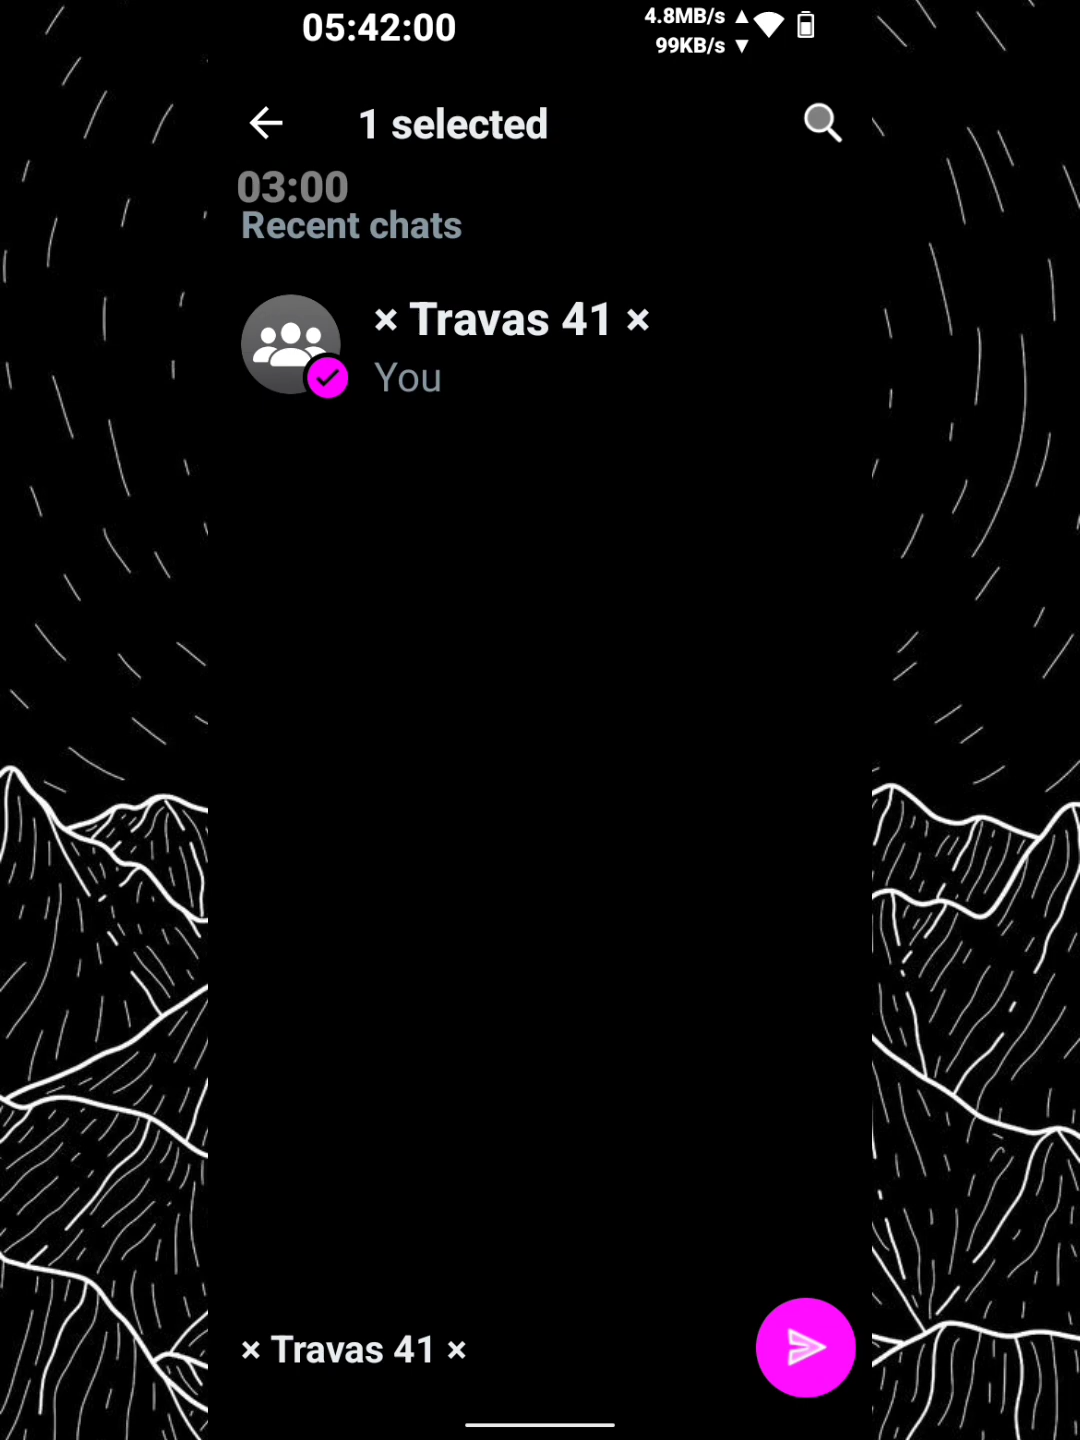 05:42:00
4.8MB/s ▲
99KB/s ▼
1 selected
03:00
Recent chats
× Travas 41 ×
You
× Travas 41 ×